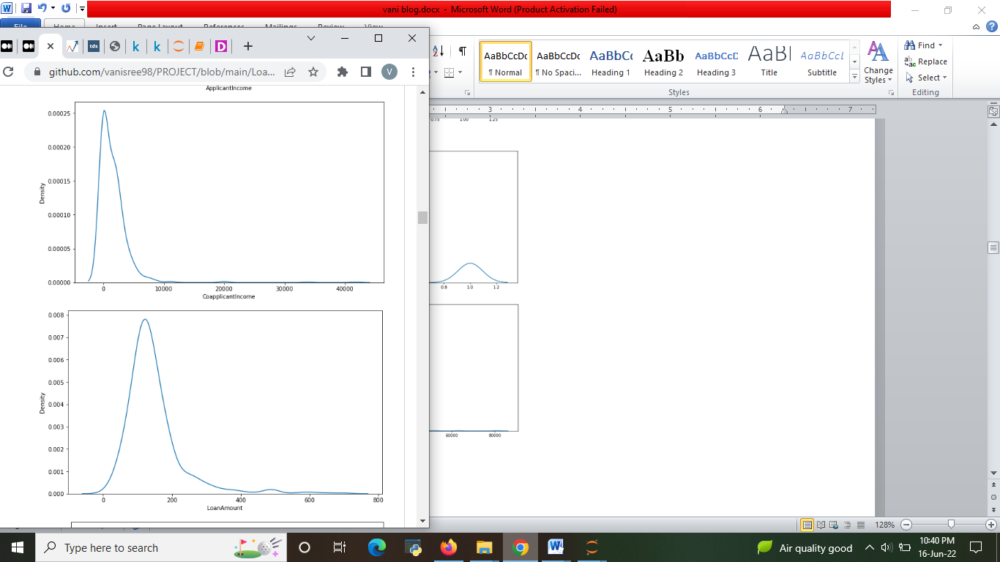 vani blog.docx - Microsoft Word (Product Activation Failed)
File Home Insert Page Layout References Mailings Review View
tds k k D
github.com/vanisree98/PROJECT/blob/main/Loa... V
AaBbCcDc AaBbCcDc AaBbCc AaBb AaBbCcD AaB AaBbCcL
¶ Normal ¶ No Spaci... Heading 1 Heading 2 Heading 3 Title Subtitle
Change
Styles
Find
Replace
Select
Styles
Editing
3 4 5 6 7
ApplicantIncome
0.00025
0.00020
0.00015
0.00010
0.00005
0.00000
Density
0 10000 20000 30000 40000
CoapplicantIncome
0.008
0.007
0.006
0.005
0.004
0.003
0.002
0.001
0.000
Density
0 200 400 600 800
LoanAmount
0.75 1.00 1.25
0.8 1.0 1.2
60000 80000
128%
Type here to search
Air quality good
10:40 PM
16-Jun-22